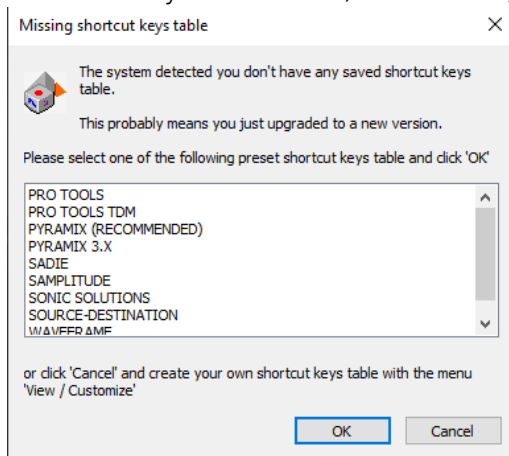 Missing shortcut keys table
The system detected you don't have any saved shortcut keys
table.
This probably means you just upgraded to a new version.
Please select one of the following preset shortcut keys table and click 'OK'
PRO TOOLS
PRO TOOLS TDM
PYRAMIX (RECOMMENDED)
PYRAMIX 3.X
SADIE
SAMPLITUDE
SONIC SOLUTIONS
SOURCE-DESTINATION
WAVEFRAME
or click 'Cancel' and create your own shortcut keys table with the menu
'View / Customize'
OK
Cancel